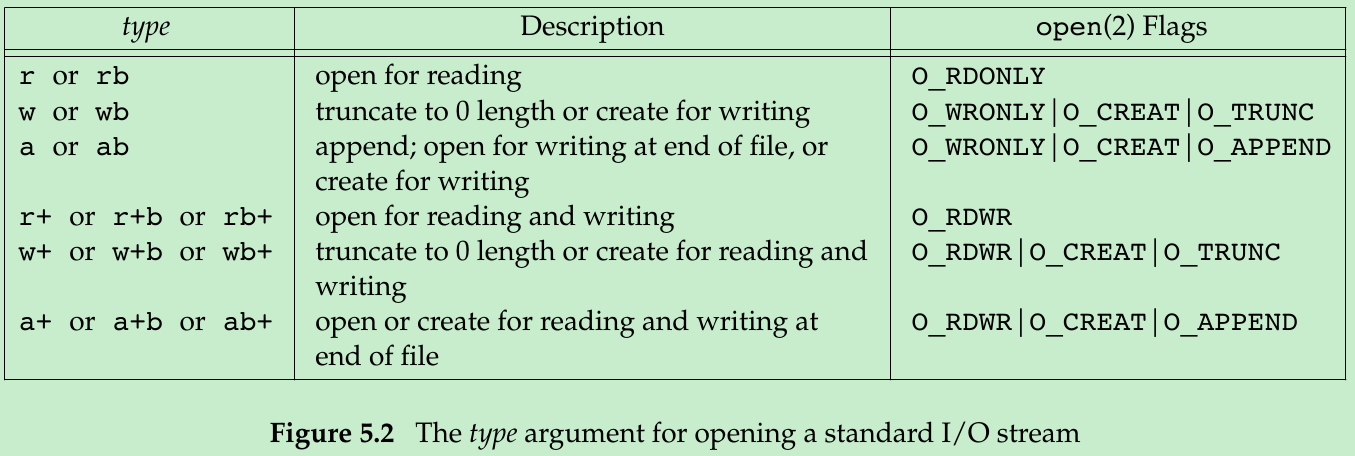 type Description open(2) Flags
r or rb open for reading O_RDONLY
w or wb truncate to 0 length or create for writing O_WRONLY|O_CREAT|O_TRUNC
a or ab append; open for writing at end of file, or O_WRONLY|O_CREAT|O_APPEND
create for writing
r+ or r+b or rb+ open for reading and writing O_RDWR
w+ or w+b or wb+ truncate to 0 length or create for reading and O_RDWR|O_CREAT|O_TRUNC
writing
a+ or a+b or ab+ open or create for reading and writing at O_RDWR|O_CREAT|O_APPEND
end of file
Figure 5.2 The type argument for opening a standard I/O stream